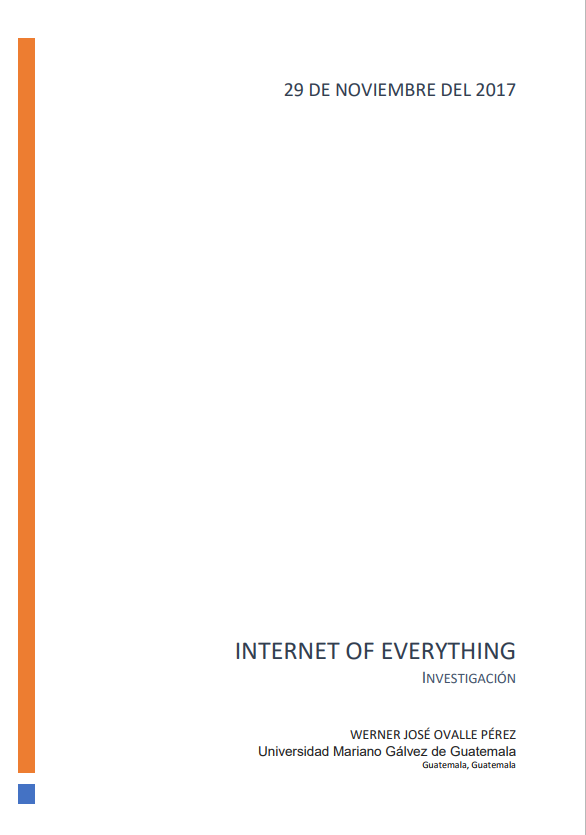 29 DE NOVIEMBRE DEL 2017
INTERNET OF EVERYTHING
INVESTIGACIÓN
WERNER JOSÉ OVALLE PÉREZ
Universidad Mariano Gálvez de Guatemala
Guatemala, Guatemala